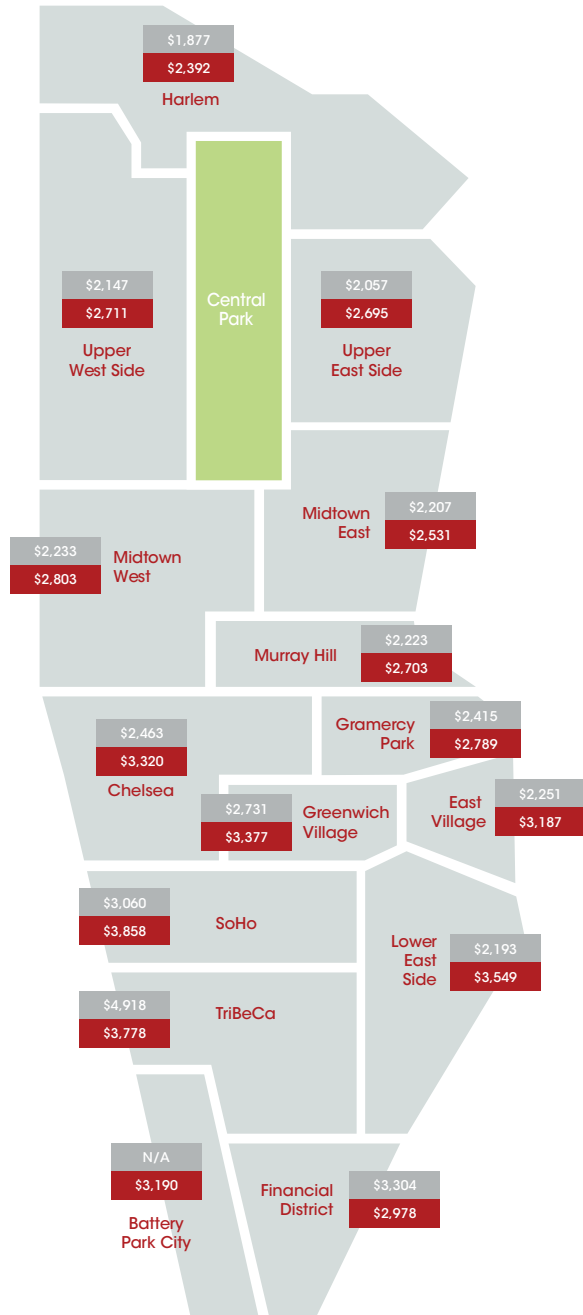 $1,877
$2,392
Harlem
$2,147
$2,711
Upper
West Side
Central
Park
$2,057
$2,695
Upper
East Side
Midtown
East
$2,207
$2,531
$2,233
$2,803
Midtown
West
Murray Hill
$2,223
$2,703
$2,463
$3,320
Chelsea
Gramercy
Park
$2,415
$2,789
$2,731
$3,377
Greenwich
Village
East
Village
$2,251
$3,187
$3,060
$3,858
SoHo
Lower
East
Side
$2,193
$3,549
$4,918
$3,778
TriBeCa
N/A
$3,190
Battery
Park City
Financial
District
$3,304
$2,978